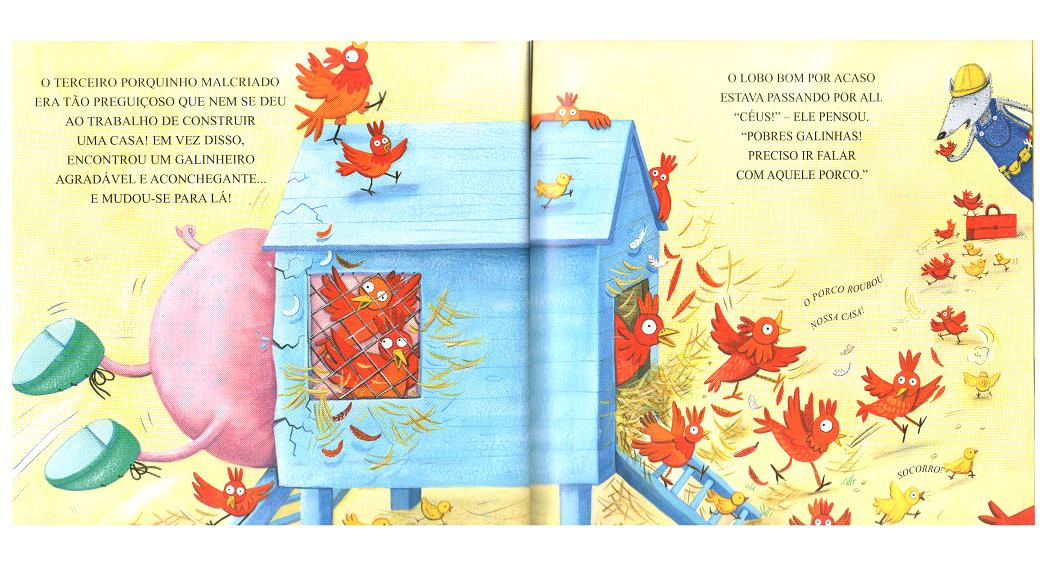 O TERCEIRO PORQUINHO MALCRIADO
ERA TÃO PREGUIÇOSO QUE NEM SE DEU
AO TRABALHO DE CONSTRUIR
UMA CASA! EM VEZ DISSO,
ENCONTROU UM GALINHEIRO
AGRADÁVEL E ACONCHEGANTE...
E MUDOU-SE PARA LÁ!
O LOBO BOM POR ACASO
ESTAVA PASSANDO POR ALI.
“CÉUS!” – ELE PENSOU.
“POBRES GALINHAS!
PRECISO IR FALAR
COM AQUELE PORCO.”
O PORCO ROUBOU
NOSSA CASA!
SOCORRO!